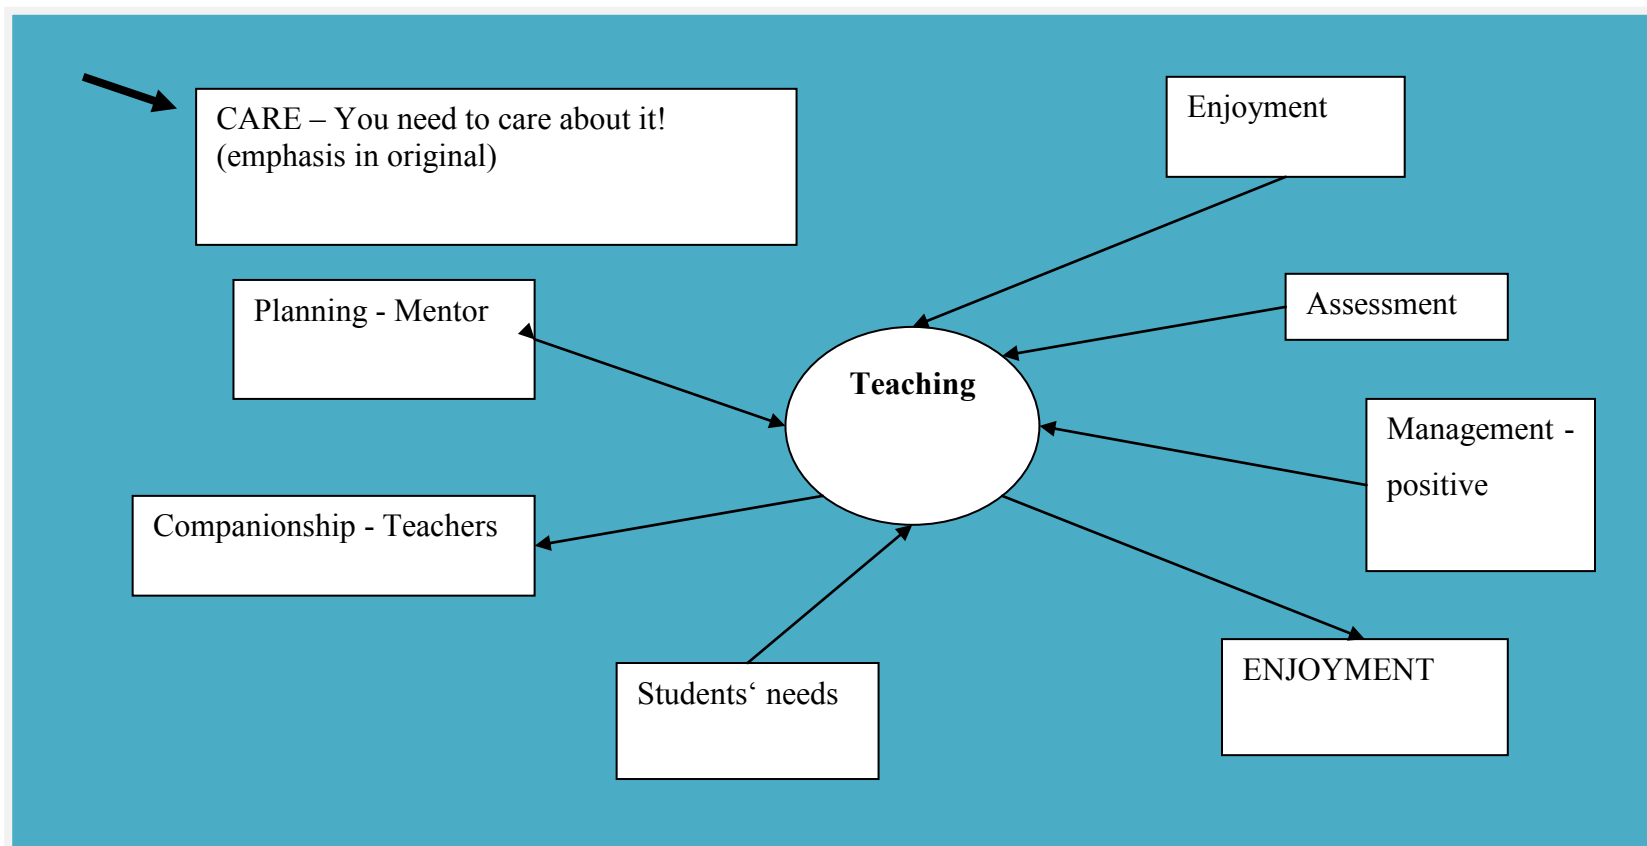 CARE – You need to care about it!
(emphasis in original)
Enjoyment
Planning - Mentor
Assessment
Teaching
Management -
positive
Companionship - Teachers
Students‘ needs
ENJOYMENT